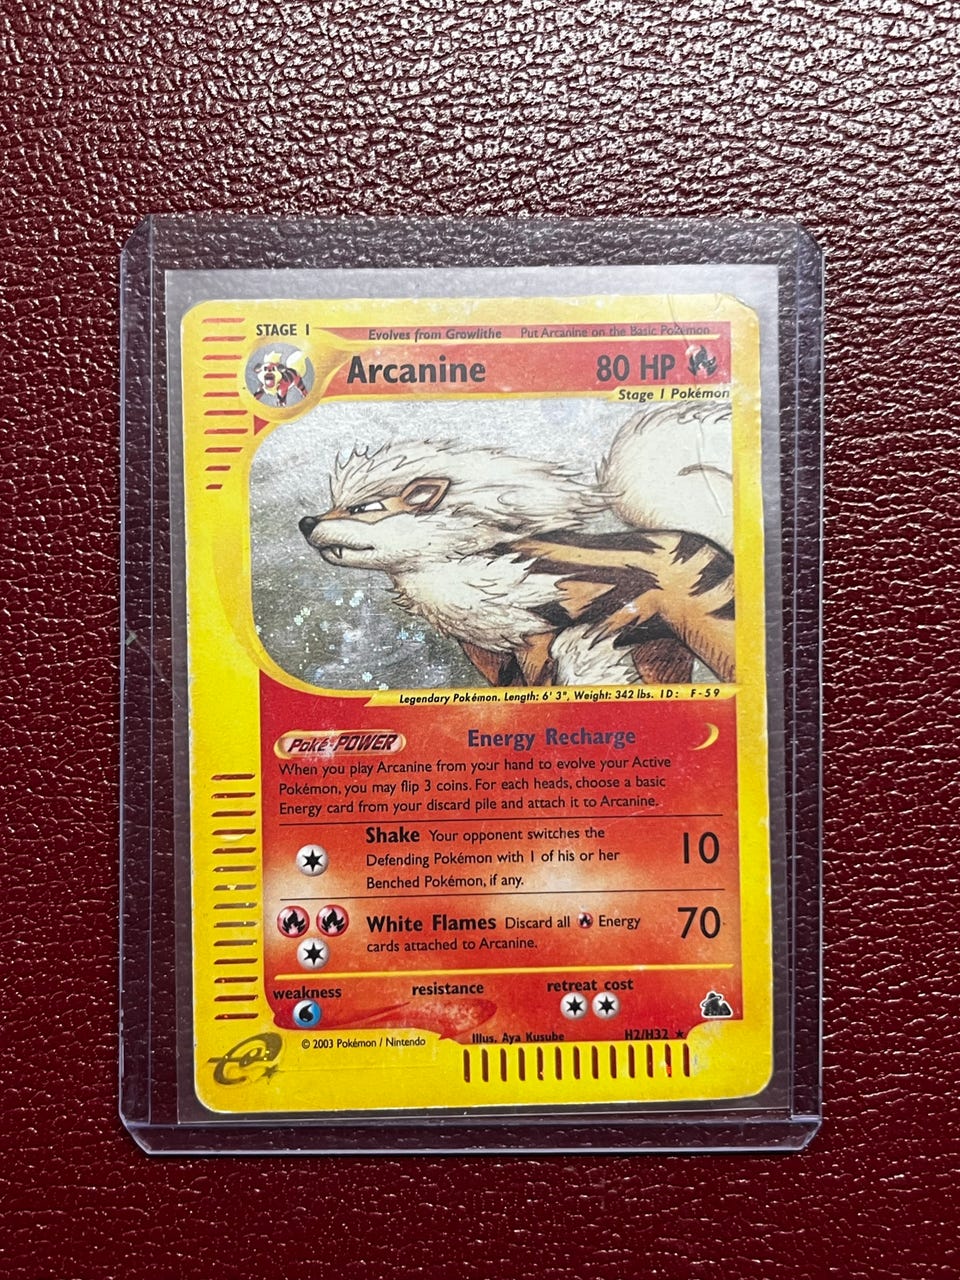 STAGE 1
Evolves from Growlithe Put Arcanine on the Basic Pokémon
Arcanine 80 HP
Stage 1 Pokémon
Legendary Pokémon. Length: 6' 3", Weight: 342 lbs. ID: F-59
Poké-POWER Energy Recharge
When you play Arcanine from your hand to evolve your Active
Pokémon, you may flip 3 coins. For each heads, choose a basic
Energy card from your discard pile and attach it to Arcanine.
Shake Your opponent switches the
Defending Pokémon with 1 of his or her
Benched Pokémon, if any.
10
White Flames Discard all Energy
cards attached to Arcanine.
70
weakness resistance retreat cost
Illus. Aya Kusube H2/H32 ★
© 2003 Pokémon / Nintendo
e